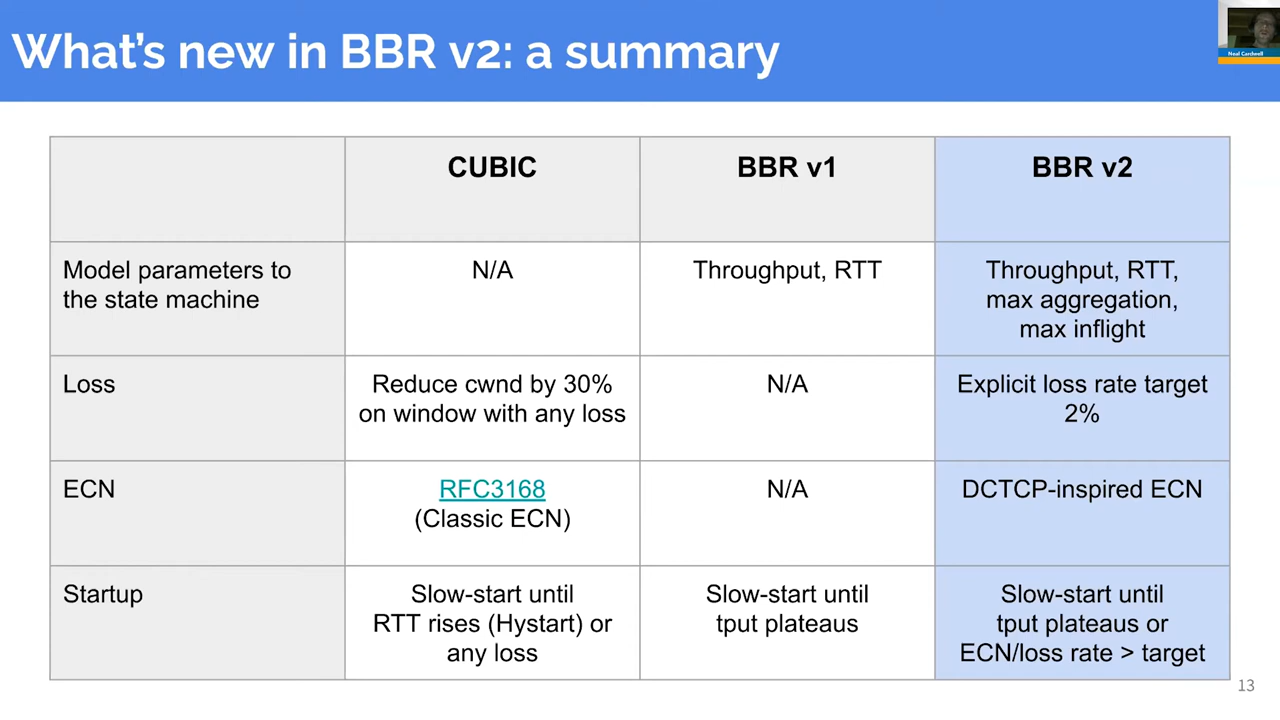 What's new in BBR v2: a summary
Neal Cardwell
CUBIC
BBR v1
BBR v2
Model parameters to
the state machine
N/A
Throughput, RTT
Throughput, RTT,
max aggregation,
max inflight
Loss
Reduce cwnd by 30%
on window with any loss
N/A
Explicit loss rate target
2%
ECN
RFC3168
(Classic ECN)
N/A
DCTCP-inspired ECN
Startup
Slow-start until
RTT rises (Hystart) or
any loss
Slow-start until
tput plateaus
Slow-start until
tput plateaus or
ECN/loss rate > target
13